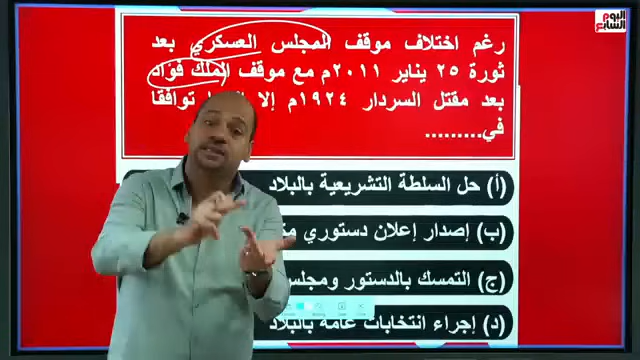 اليوم السابع
رغم اختلاف موقف المجلس العسكري بعد
ثورة ٢٥ يناير ٢٠١١م مع موقف الملك فؤاد
بعد مقتل السردار ١٩٢٤م إلا توافقا
في.........
(أ) حل السلطة التشريعية بالبلاد
(ب) إصدار إعلان دستوري
(ج) التمسك بالدستور ومجلس
(د) إجراء انتخابات عامة بالبلاد